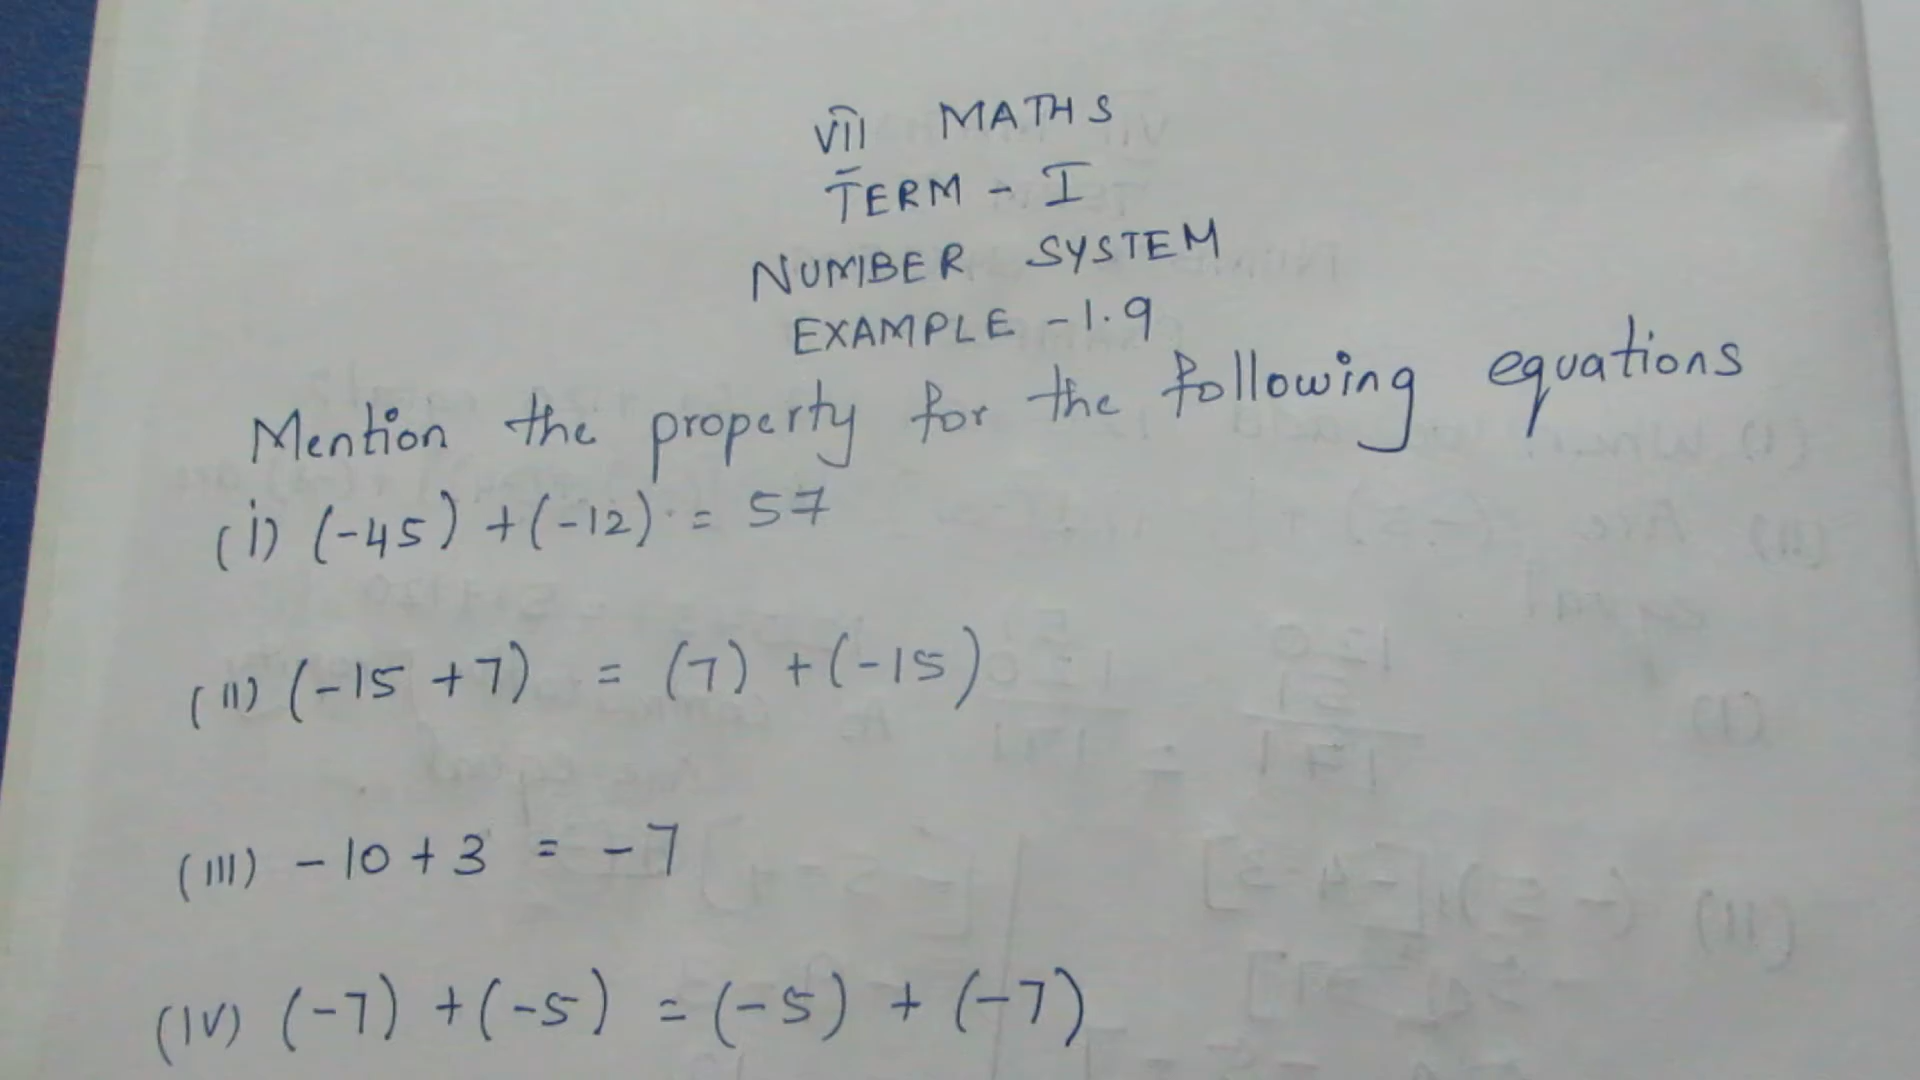 VII MATHS
TERM - I
NUMBER SYSTEM
EXAMPLE - 1.9
Mention the property for the following equations
(i) (-45) + (-12) = 57
(ii) (-15 + 7) = (7) + (-15)
(iii) -10 + 3 = -7
(iv) (-7) + (-5) = (-5) + (-7)